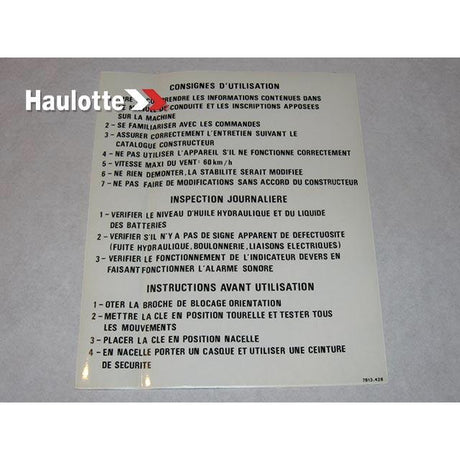 Haulotte
CONSIGNES D'UTILISATION
RENDRE LES INFORMATIONS CONTENUES DANS
DE CONDUITE ET LES INSCRIPTIONS APPOSEES
SUR LA MACHINE
2 - SE FAMILIARISER AVEC LES COMMANDES
3 - ASSURER CORRECTEMENT L'ENTRETIEN SUIVANT LE
CATALOGUE CONSTRUCTEUR
4 - NE PAS UTILISER L'APPAREIL S'IL NE FONCTIONNE CORRECTEMENT
5 - VITESSE MAXI DU VENT: 60 km/h
6 - NE RIEN DEMONTER, LA STABILITE SERAIT MODIFIEE
7 - NE PAS FAIRE DE MODIFICATIONS SANS ACCORD DU CONSTRUCTEUR
INSPECTION JOURNALIERE
1 - VERIFIER LE NIVEAU D'HUILE HYDRAULIQUE ET DU LIQUIDE
DES BATTERIES
2 - VERIFIER S'IL N'Y A PAS DE SIGNE APPARENT DE DEFECTUOSITE
(FUITE HYDRAULIQUE, BOULONNERIE, LIAISONS ELECTRIQUES)
3 - VERIFIER LE FONCTIONNEMENT DE L'INDICATEUR DEVERS EN
FAISANT FONCTIONNER L'ALARME SONORE
INSTRUCTIONS AVANT UTILISATION
1 - OTER LA BROCHE DE BLOCAGE ORIENTATION
2 - METTRE LA CLE EN POSITION TOURELLE ET TESTER TOUS
LES MOUVEMENTS
3 - PLACER LA CLE EN POSITION NACELLE
4 - EN NACELLE PORTER UN CASQUE ET UTILISER UNE CEINTURE
DE SECURITE
7813.428